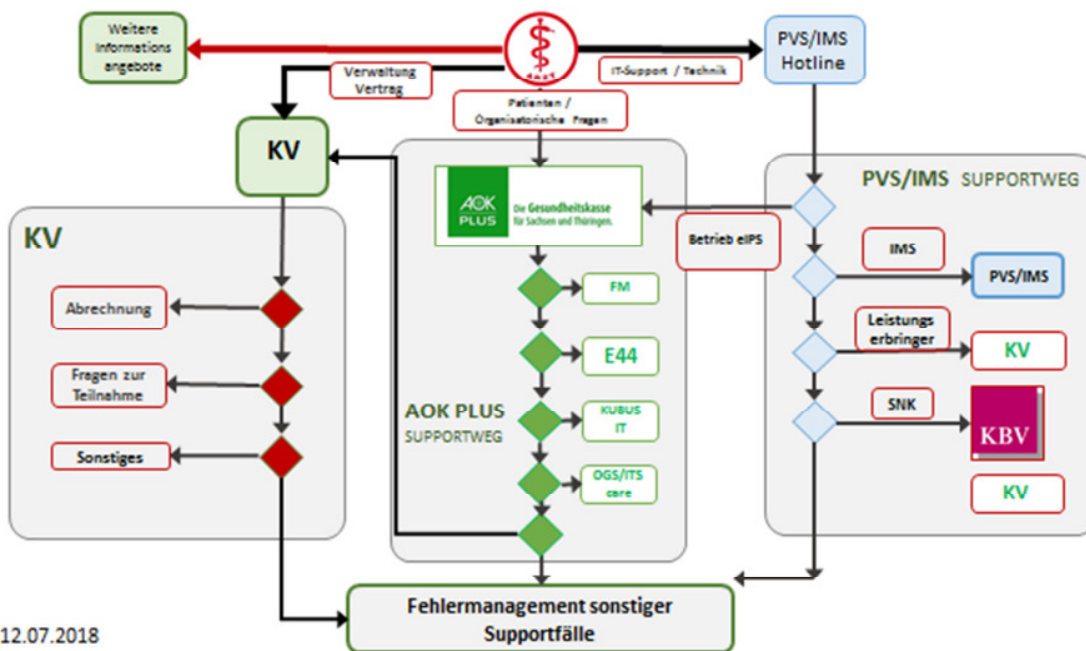 Weitere
Informations
angebote
Verwaltung
Vertrag
ARZT
IT-Support / Technik
PVS/IMS
Hotline
Patienten /
Organisatorische Fragen
KV
AOK
PLUS
Die Gesundheitskasse
für Sachsen und Thüringen.
PVS/IMS SUPPORTWEG
Betrieb eIPS
KV
Abrechnung
Fragen zur
Teilnahme
Sonstiges
FM
E44
KUBUS
IT
OGS/ITS
care
AOK PLUS
SUPPORTWEG
IMS
PVS/IMS
Leistungs
erbringer
KV
SNK
KBV
KV
Fehlermanagement sonstiger
Supportfälle
12.07.2018